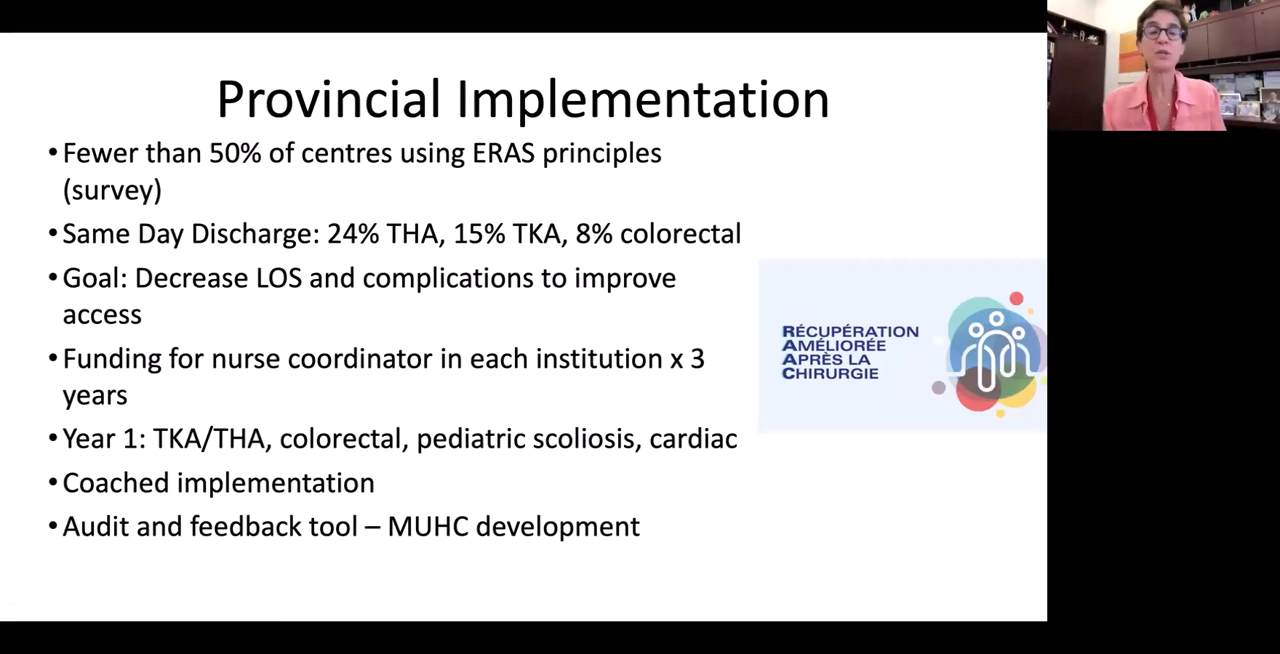 Provincial Implementation
• Fewer than 50% of centres using ERAS principles
(survey)
• Same Day Discharge: 24% THA, 15% TKA, 8% colorectal
• Goal: Decrease LOS and complications to improve
access
• Funding for nurse coordinator in each institution x 3
years
• Year 1: TKA/THA, colorectal, pediatric scoliosis, cardiac
• Coached implementation
• Audit and feedback tool – MUHC development
RÉCUPÉRATION
AMÉLIORÉE
APRÈS LA
CHIRURGIE